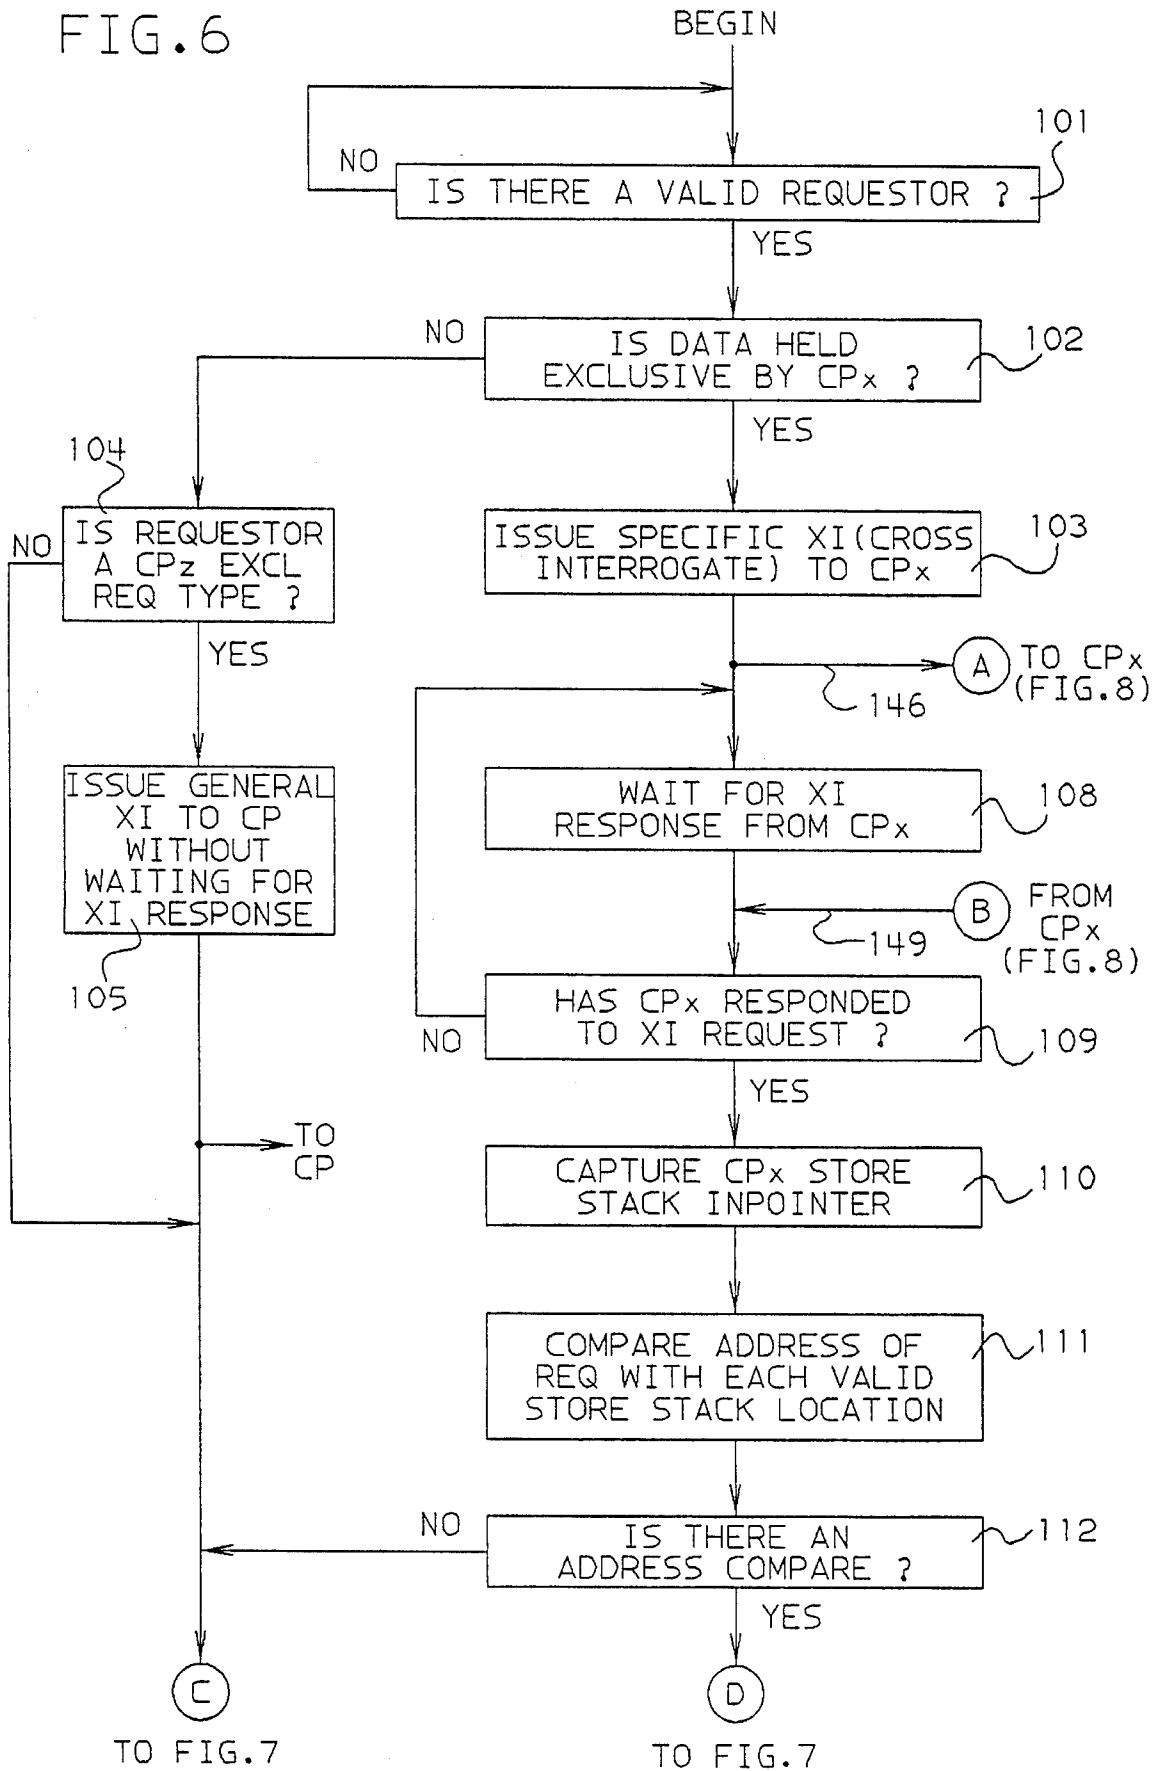 FIG.6
BEGIN
101
NO
IS THERE A VALID REQUESTOR ?
YES
NO
IS DATA HELD
EXCLUSIVE BY CPx ?
102
YES
104
NO
IS REQUESTOR
A CPz EXCL
REQ TYPE ?
ISSUE SPECIFIC XI(CROSS
INTERROGATE) TO CPx
103
YES
A
TO CPx
(FIG.8)
146
ISSUE GENERAL
XI TO CP
WITHOUT
WAITING FOR
XI RESPONSE
105
WAIT FOR XI
RESPONSE FROM CPx
108
B
FROM
CPx
(FIG.8)
149
HAS CPx RESPONDED
TO XI REQUEST ?
NO
109
YES
TO
CP
CAPTURE CPx STORE
STACK INPOINTER
110
COMPARE ADDRESS OF
REQ WITH EACH VALID
STORE STACK LOCATION
111
NO
IS THERE AN
ADDRESS COMPARE ?
112
YES
C
D
TO FIG.7
TO FIG.7